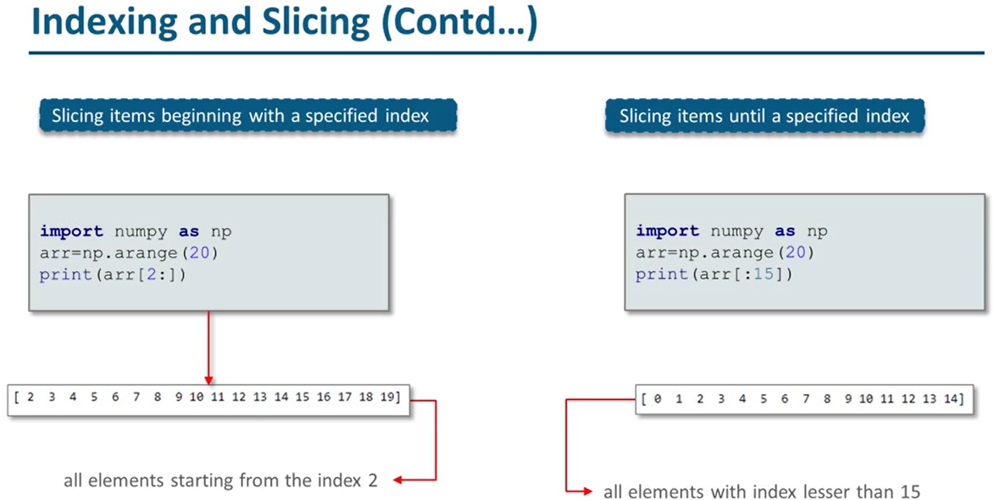 Indexing and Slicing (Contd...)
Slicing items beginning with a specified index
import numpy as np
arr=np.arange(20)
print(arr[2:])
[ 2 3 4 5 6 7 8 9 10 11 12 13 14 15 16 17 18 19]
all elements starting from the index 2
Slicing items until a specified index
import numpy as np
arr=np.arange(20)
print(arr[:15])
[ 0 1 2 3 4 5 6 7 8 9 10 11 12 13 14]
all elements with index lesser than 15